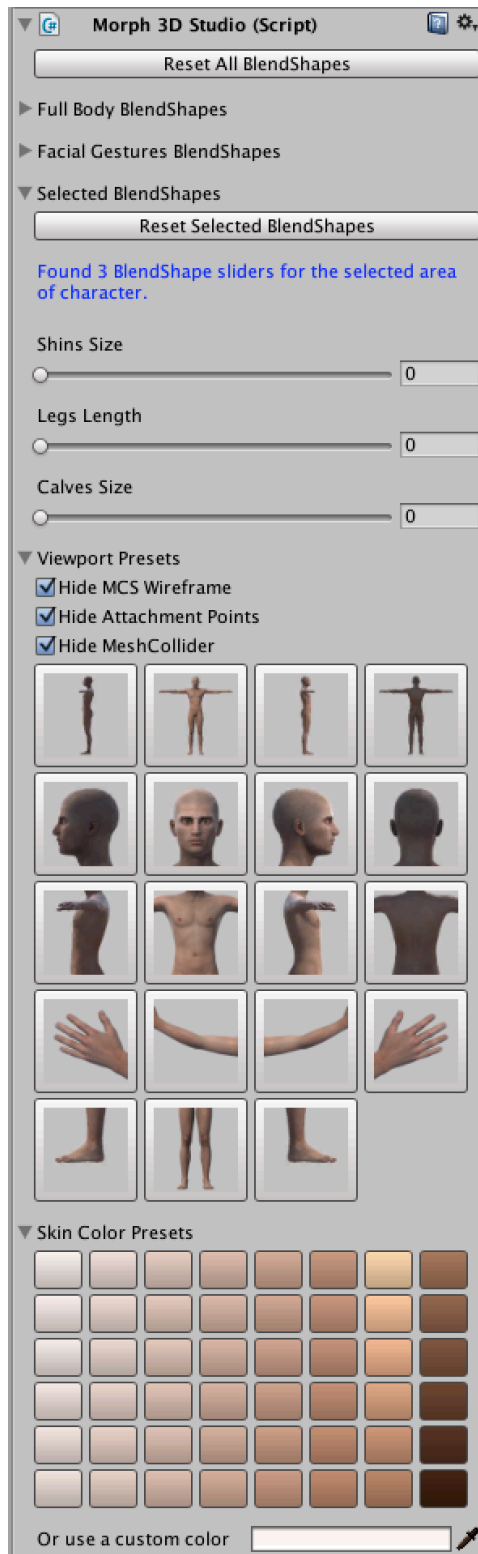 Morph 3D Studio (Script)
Reset All BlendShapes
Full Body BlendShapes
Facial Gestures BlendShapes
Selected BlendShapes
Reset Selected BlendShapes
Found 3 BlendShape sliders for the selected area
of character.
Shins Size
0
Legs Length
0
Calves Size
0
Viewport Presets
Hide MCS Wireframe
Hide Attachment Points
Hide MeshCollider
Skin Color Presets
Or use a custom color